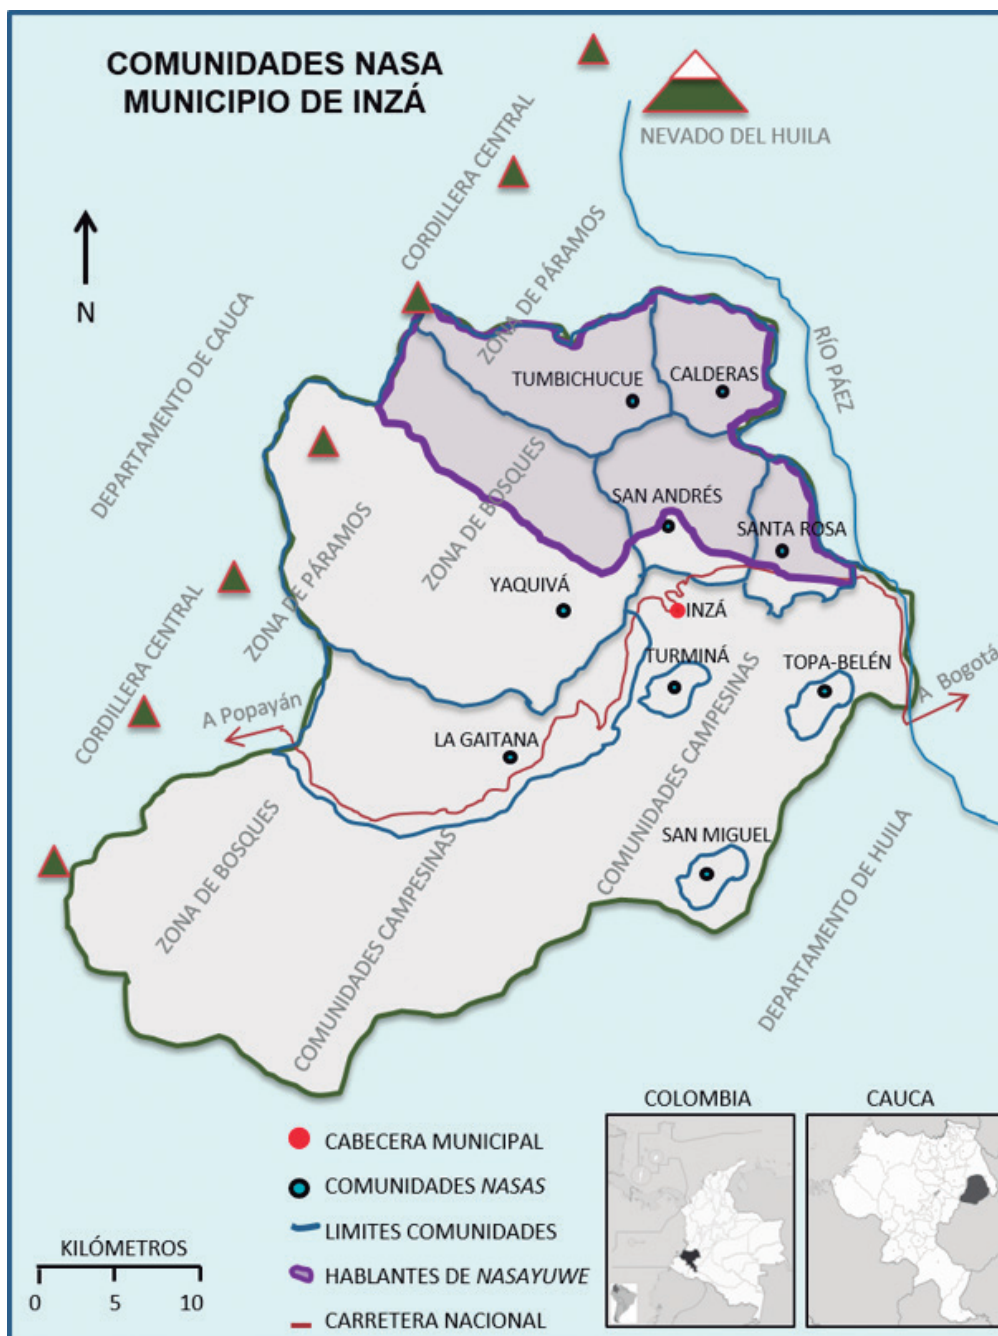 COMUNIDADES NASA
MUNICIPIO DE INZÁ
NEVADO DEL HUILA
CORDILLERA CENTRAL
ZONA DE PÁRAMOS
N
DEPARTAMENTO DE CAUCA
RÍO PÁEZ
TUMBICHUCUE
CALDERAS
ZONA DE BOSQUES
SAN ANDRÉS
SANTA ROSA
ZONA DE PÁRAMOS
YAQUIVÁ
INZÁ
CORDILLERA CENTRAL
TURMINÁ
TOPA-BELÉN
A Popayán
A Bogotá
LA GAITANA
COMUNIDADES CAMPESINAS
SAN MIGUEL
ZONA DE BOSQUES
COMUNIDADES CAMPESINAS
DEPARTAMENTO DE HUILA
COLOMBIA
CAUCA
CABECERA MUNICIPAL
COMUNIDADES NASAS
LIMITES COMUNIDADES
HABLANTES DE NASAYUWE
CARRETERA NACIONAL
KILÓMETROS
0 5 10